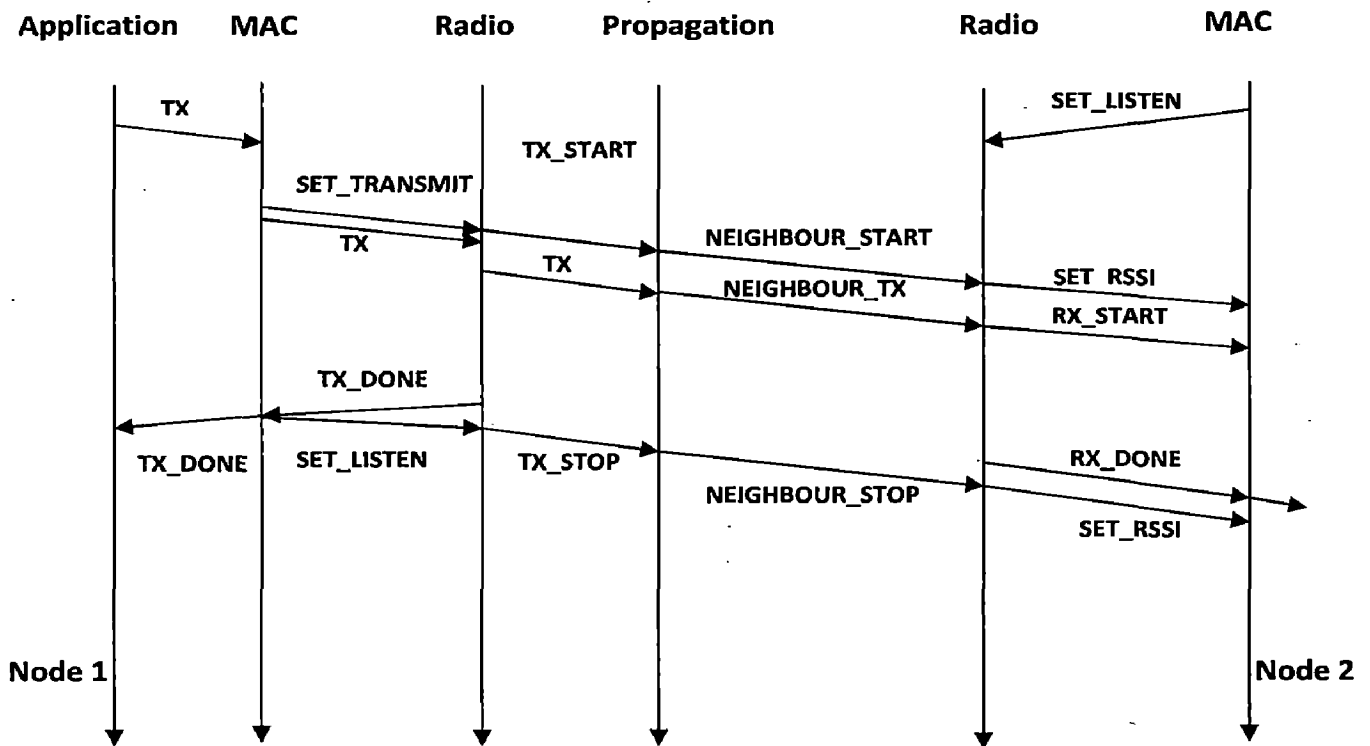 Application MAC Radio Propagation Radio MAC
TX
SET_LISTEN
TX_START
SET_TRANSMIT
TX
NEIGHBOUR_START
TX
SET_RSSI
NEIGHBOUR_TX
RX_START
TX_DONE
TX_DONE
SET_LISTEN
TX_STOP
RX_DONE
NEIGHBOUR_STOP
SET_RSSI
Node 1
Node 2